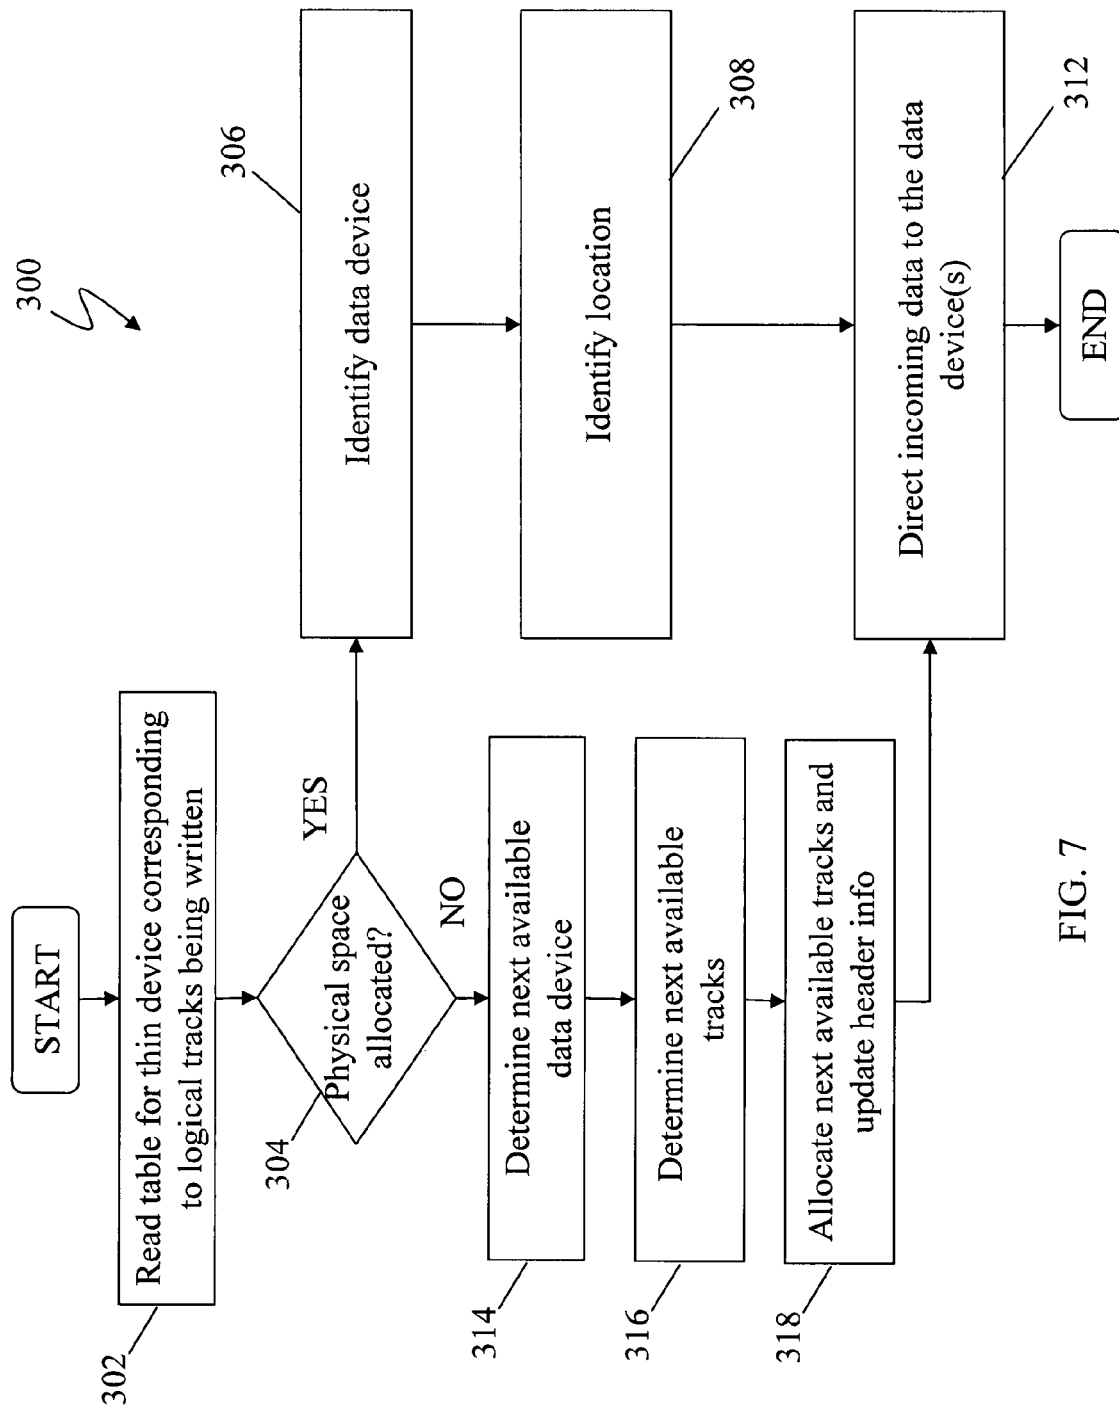 300
START
302
Read table for thin device corresponding
to logical tracks being written
304
Physical space
allocated?
YES
NO
306
Identify data device
308
Identify location
314
Determine next available
data device
316
Determine next available
tracks
318
Allocate next available tracks and
update header info
Direct incoming data to the data
device(s)
312
END
FIG. 7